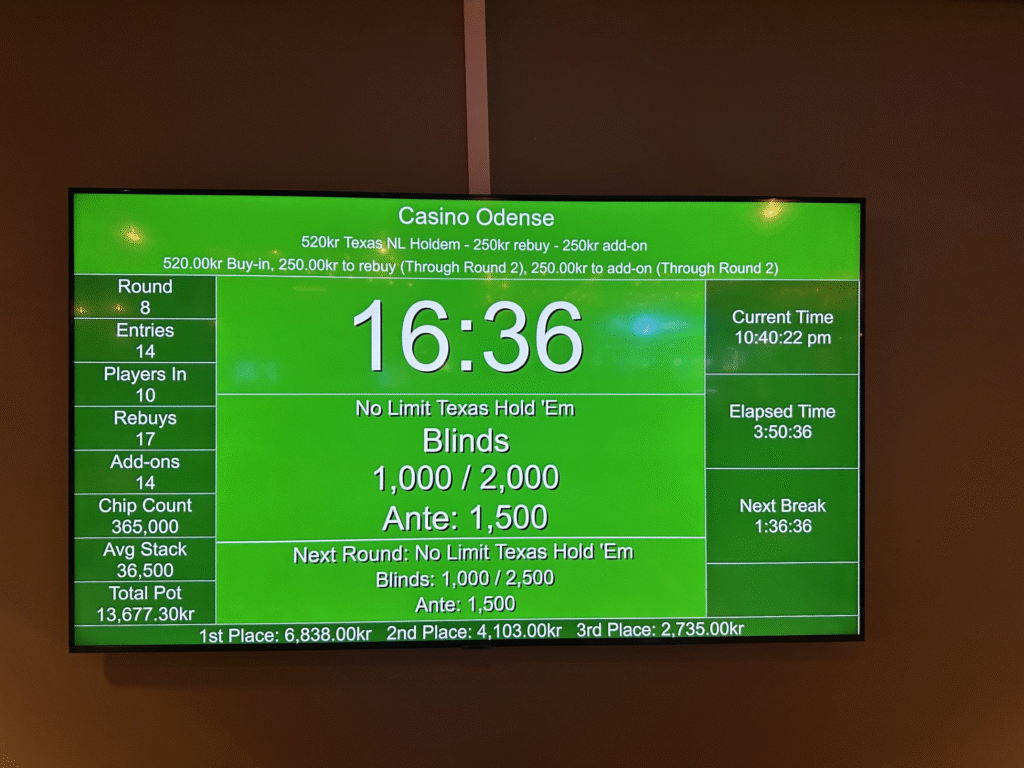 Casino Odense
520kr Texas NL Holdem - 250kr rebuy - 250kr add-on
520.00kr Buy-in, 250.00kr to rebuy (Through Round 2), 250.00kr to add-on (Through Round 2)
Round
8
Entries
14
Players In
10
Rebuys
17
Add-ons
14
Chip Count
365,000
Avg Stack
36,500
Total Pot
13,677.30kr
16:36
No Limit Texas Hold 'Em
Blinds
1,000 / 2,000
Ante: 1,500
Next Round: No Limit Texas Hold 'Em
Blinds: 1,000 / 2,500
Ante: 1,500
Current Time
10:40:22 pm
Elapsed Time
3:50:36
Next Break
1:36:36
1st Place: 6,838.00kr 2nd Place: 4,103.00kr 3rd Place: 2,735.00kr